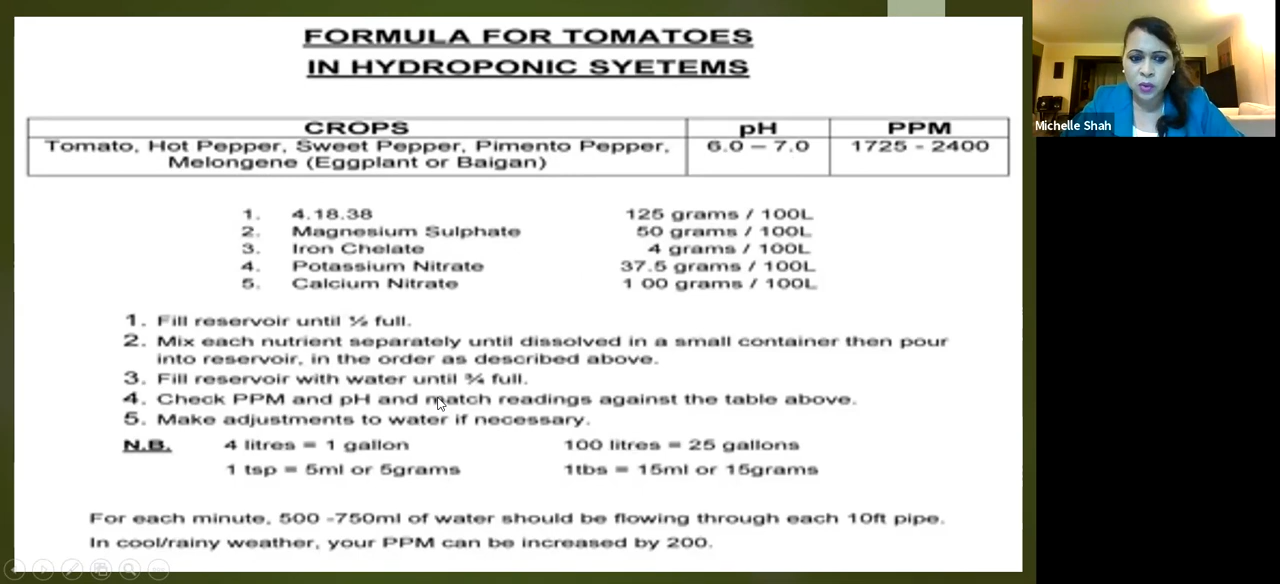 FORMULA FOR TOMATOES
IN HYDROPONIC SYETEMS
CROPS pH PPM
Tomato, Hot Pepper, Sweet Pepper, Pimento Pepper, 6.0 – 7.0 1725 - 2400
Melongene (Eggplant or Baigan)
1. 4.18.38 125 grams / 100L
2. Magnesium Sulphate 50 grams / 100L
3. Iron Chelate 4 grams / 100L
4. Potassium Nitrate 37.5 grams / 100L
5. Calcium Nitrate 1 00 grams / 100L
1. Fill reservoir until ½ full.
2. Mix each nutrient separately until dissolved in a small container then pour
into reservoir, in the order as described above.
3. Fill reservoir with water until ¾ full.
4. Check PPM and pH and match readings against the table above.
5. Make adjustments to water if necessary.
N.B. 4 litres = 1 gallon 100 litres = 25 gallons
1 tsp = 5ml or 5grams 1tbs = 15ml or 15grams
For each minute, 500 -750ml of water should be flowing through each 10ft pipe.
In cool/rainy weather, your PPM can be increased by 200.
Michelle Shah